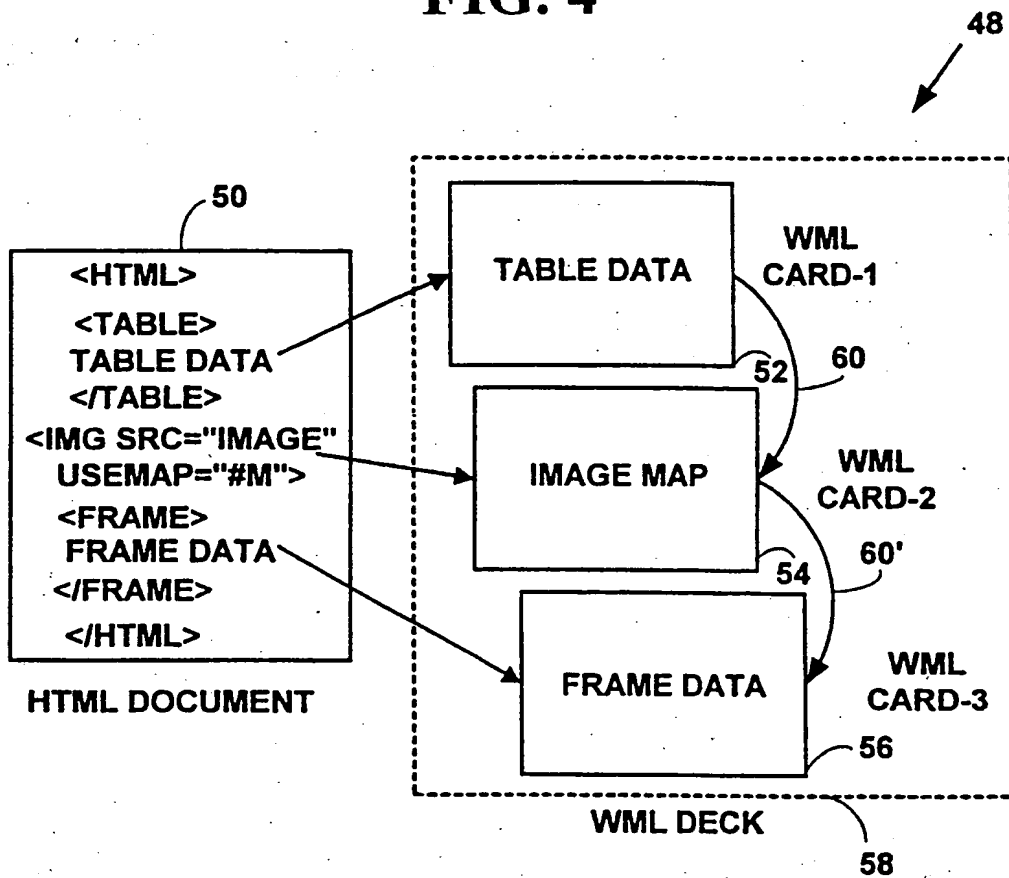 FIG. 4
48
50
<HTML>
<TABLE>
TABLE DATA
</TABLE>
<IMG SRC="IMAGE"
USEMAP="#M">
<FRAME>
FRAME DATA
</FRAME>
</HTML>
HTML DOCUMENT
TABLE DATA
WML
CARD-1
52
60
IMAGE MAP
WML
CARD-2
54
60'
FRAME DATA
WML
CARD-3
56
WML DECK
58